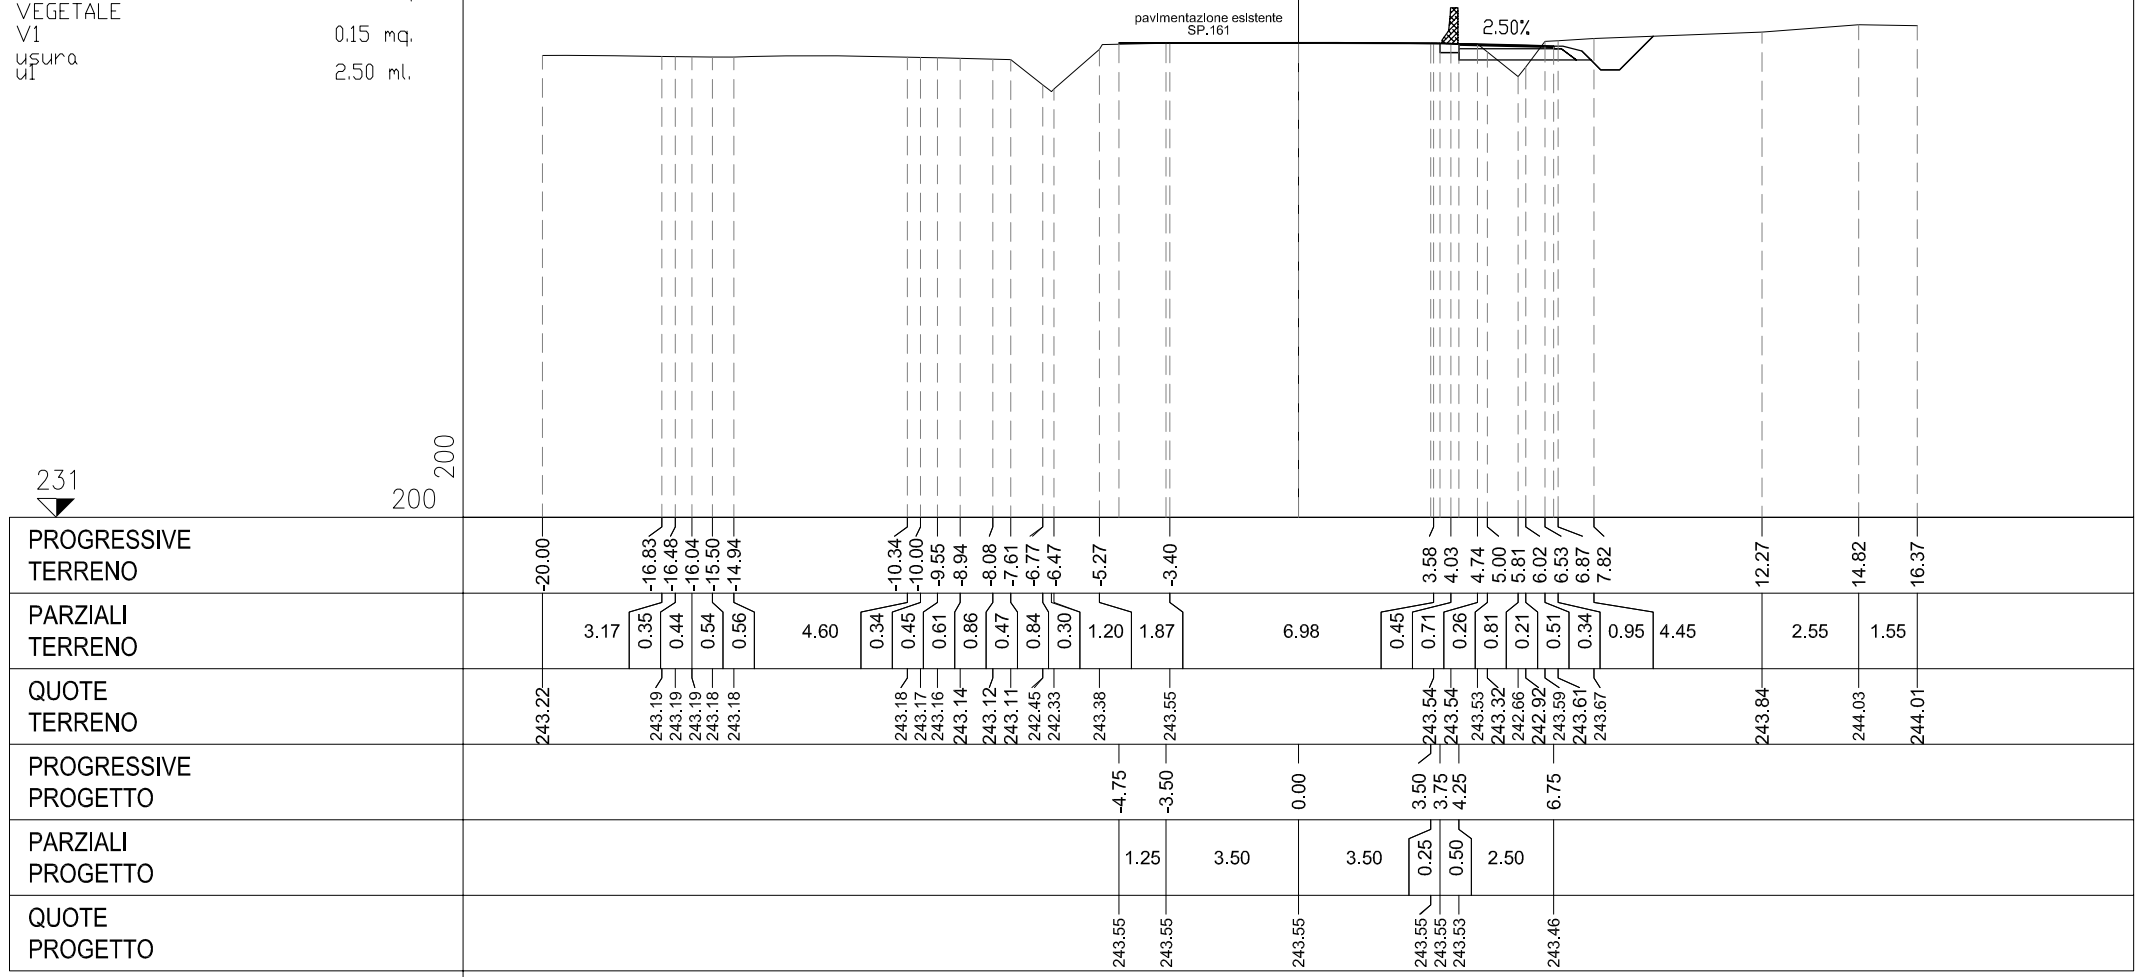 VEGETALE
V1 0.15 mq.
usura
u1 2.50 ml.
pavimentazione esistente
SP.161
2.50%
231
200
200
PROGRESSIVE
TERRENO
-20.00 -16.83 -16.48 -16.04 -15.50 -14.94 -10.34 -10.00 -9.55 -8.94 -8.08 -7.61 -6.77 -6.47 -5.27 -3.40 3.58 4.03 4.74 5.00 5.81 6.02 6.53 6.87 7.82 12.27 14.82 16.37
PARZIALI
TERRENO
3.17 0.35 0.44 0.54 0.56 4.60 0.34 0.45 0.61 0.86 0.47 0.84 0.30 1.20 1.87 6.98 0.45 0.71 0.26 0.81 0.21 0.51 0.34 0.95 4.45 2.55 1.55
QUOTE
TERRENO
243.22 243.19 243.19 243.19 243.18 243.18 243.18 243.17 243.16 243.14 243.12 243.11 242.45 242.33 243.38 243.55 243.54 243.54 243.53 243.32 242.66 242.92 243.59 243.61 243.67 243.84 244.03 244.01
PROGRESSIVE
PROGETTO
-4.75 -3.50 0.00 3.50 3.75 4.25 6.75
PARZIALI
PROGETTO
1.25 3.50 3.50 0.25 0.50 2.50
QUOTE
PROGETTO
243.55 243.55 243.55 243.55 243.55 243.53 243.46